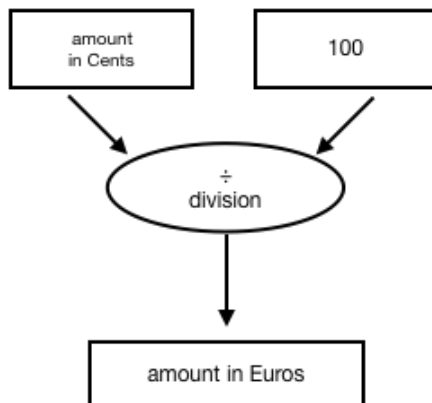 amount
in Cents
100
÷
division
amount in Euros